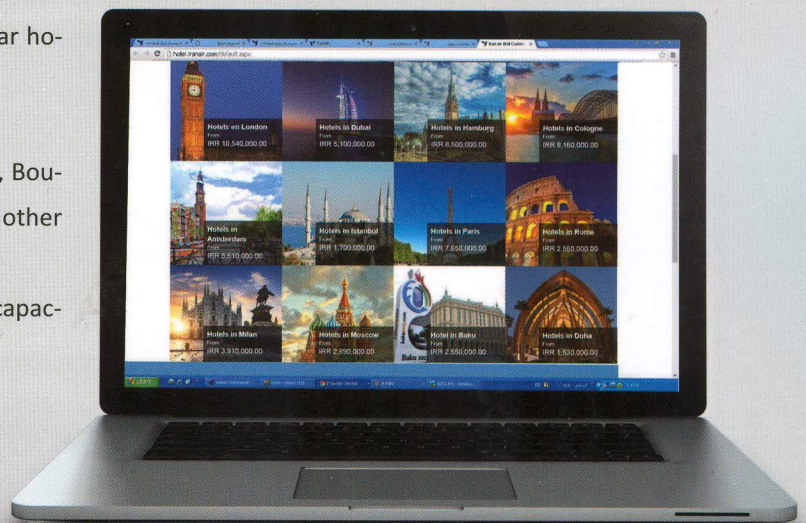 ar ho-
, Bou-
other
capac-
hotel.iranair.com/default.aspx
Hotels en London
From
IRR 10,540,000.00
Hotels in Dubai
From
IRR 5,100,000.00
Hotels in Hamburg
From
IRR 8,500,000.00
Hotels in Cologne
From
IRR 8,160,000.00
Hotels in
Amsterdam
From
IRR 5,610,000.00
Hotels in Istanbul
From
IRR 1,700,000.00
Hotels in Paris
From
IRR 7,650,000.00
Hotels in Rome
From
IRR 2,550,000.00
Hotels in Milan
From
IRR 3,910,000.00
Hotels in Moscow
From
IRR 2,890,000.00
Hotel in Baku
From
IRR 2,550,000.00
Hotels in Doha
From
IRR 1,530,000.00